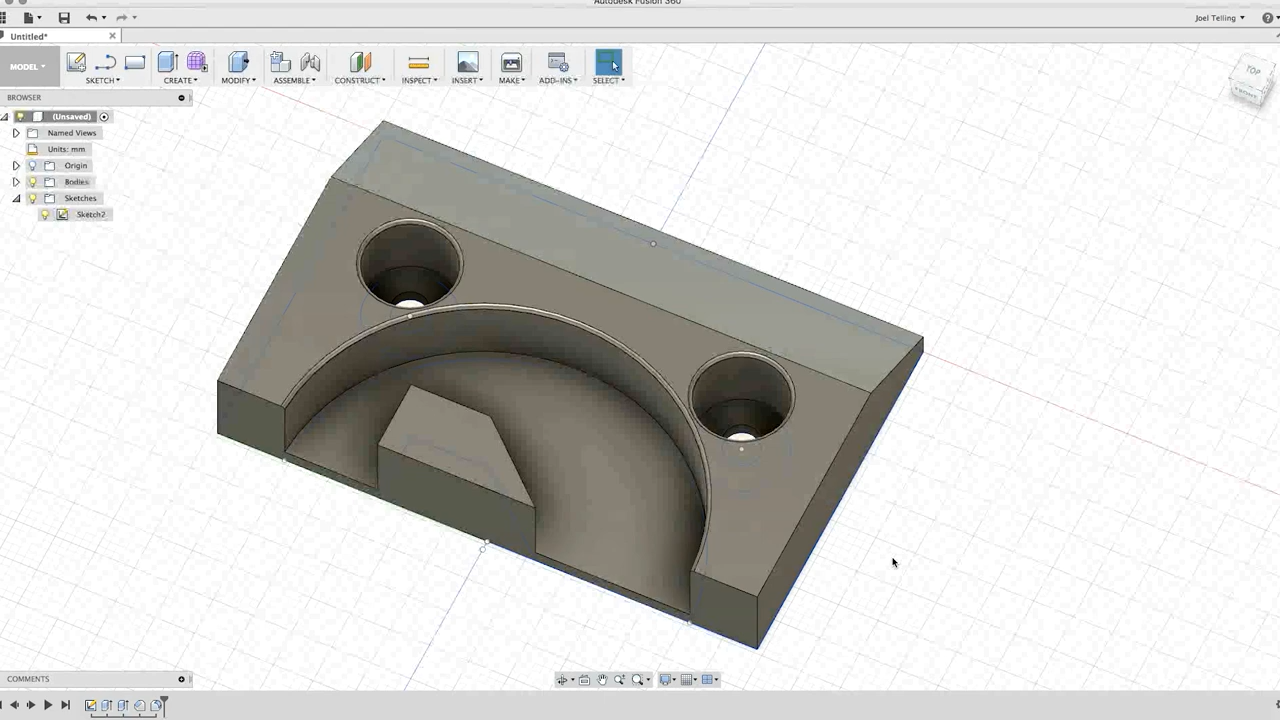 Autodesk Fusion 360
Joel Telling
Untitled*
MODEL
SKETCH
CREATE
MODIFY
ASSEMBLE
CONSTRUCT
INSPECT
INSERT
MAKE
ADD-INS
SELECT
TOP
FRONT
BROWSER
(Unsaved)
Named Views
Units: mm
Origin
Bodies
Sketches
Sketch2
COMMENTS